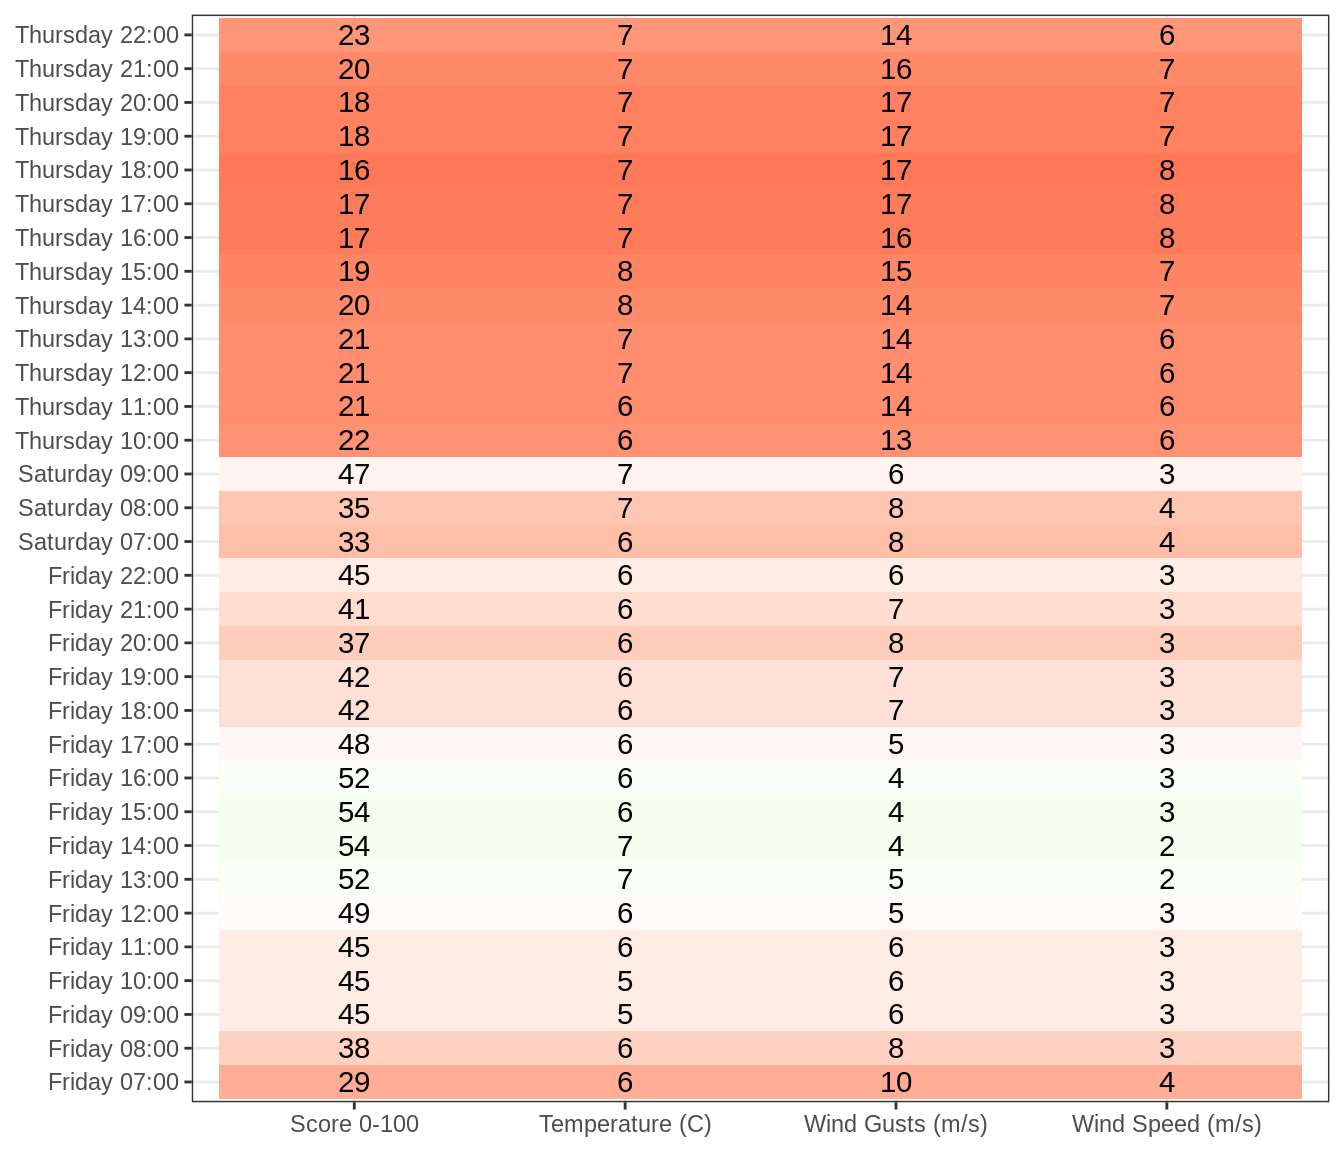 Thursday 22:00 23 7 14 6
Thursday 21:00 20 7 16 7
Thursday 20:00 18 7 17 7
Thursday 19:00 18 7 17 7
Thursday 18:00 16 7 17 8
Thursday 17:00 17 7 17 8
Thursday 16:00 17 7 16 8
Thursday 15:00 19 8 15 7
Thursday 14:00 20 8 14 7
Thursday 13:00 21 7 14 6
Thursday 12:00 21 7 14 6
Thursday 11:00 21 6 14 6
Thursday 10:00 22 6 13 6
Saturday 09:00 47 7 6 3
Saturday 08:00 35 7 8 4
Saturday 07:00 33 6 8 4
Friday 22:00 45 6 6 3
Friday 21:00 41 6 7 3
Friday 20:00 37 6 8 3
Friday 19:00 42 6 7 3
Friday 18:00 42 6 7 3
Friday 17:00 48 6 5 3
Friday 16:00 52 6 4 3
Friday 15:00 54 6 4 3
Friday 14:00 54 7 4 2
Friday 13:00 52 7 5 2
Friday 12:00 49 6 5 3
Friday 11:00 45 6 6 3
Friday 10:00 45 5 6 3
Friday 09:00 45 5 6 3
Friday 08:00 38 6 8 3
Friday 07:00 29 6 10 4
Score 0-100 Temperature (C) Wind Gusts (m/s) Wind Speed (m/s)